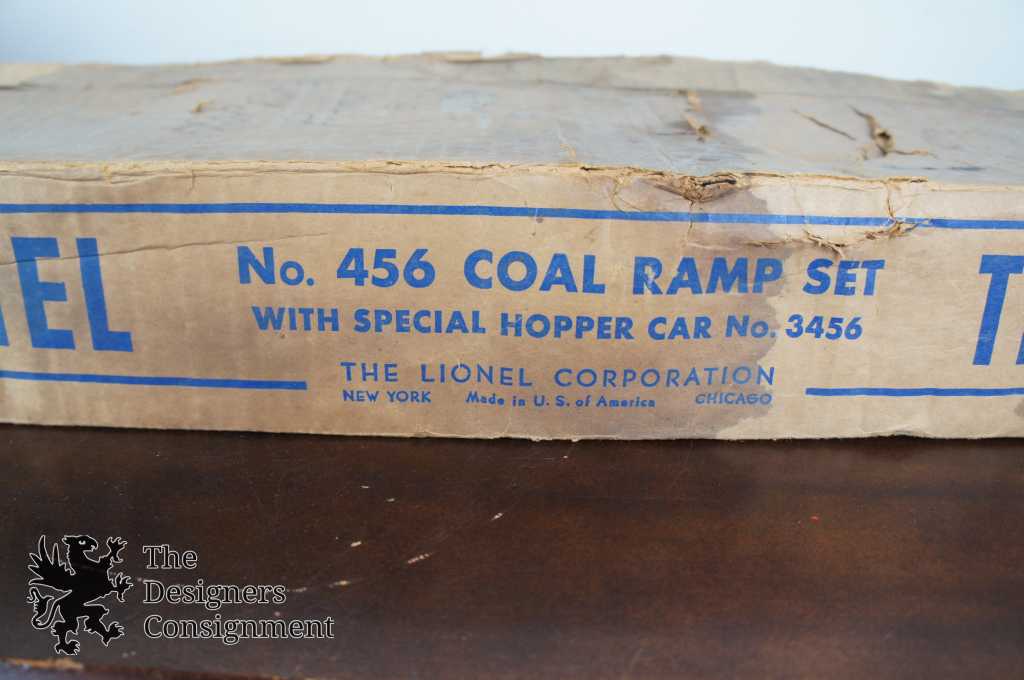 No. 456 COAL RAMP SET
WITH SPECIAL HOPPER CAR No. 3456
THE LIONEL CORPORATION
NEW YORK Made in U. S. of America CHICAGO
The
Designers
Consignment